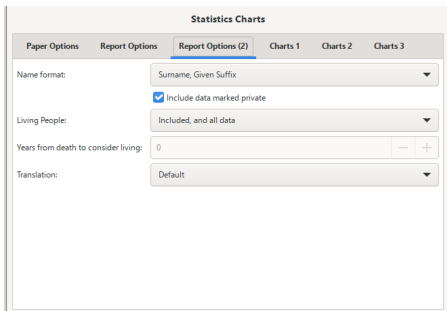 Statistics Charts
Paper Options Report Options Report Options (2) Charts 1 Charts 2 Charts 3
Name format: Surname, Given Suffix
Include data marked private
Living People: Included, and all data
Years from death to consider living: 0
Translation: Default